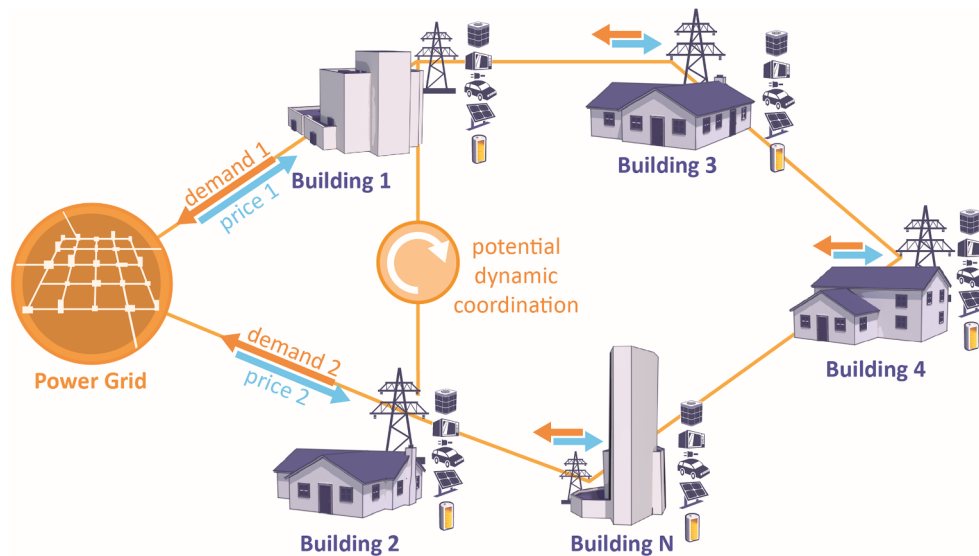 Building 1
Building 3
demand 1
price 1
potential
dynamic
coordination
Power Grid
demand 2
price 2
Building 4
Building 2
Building N